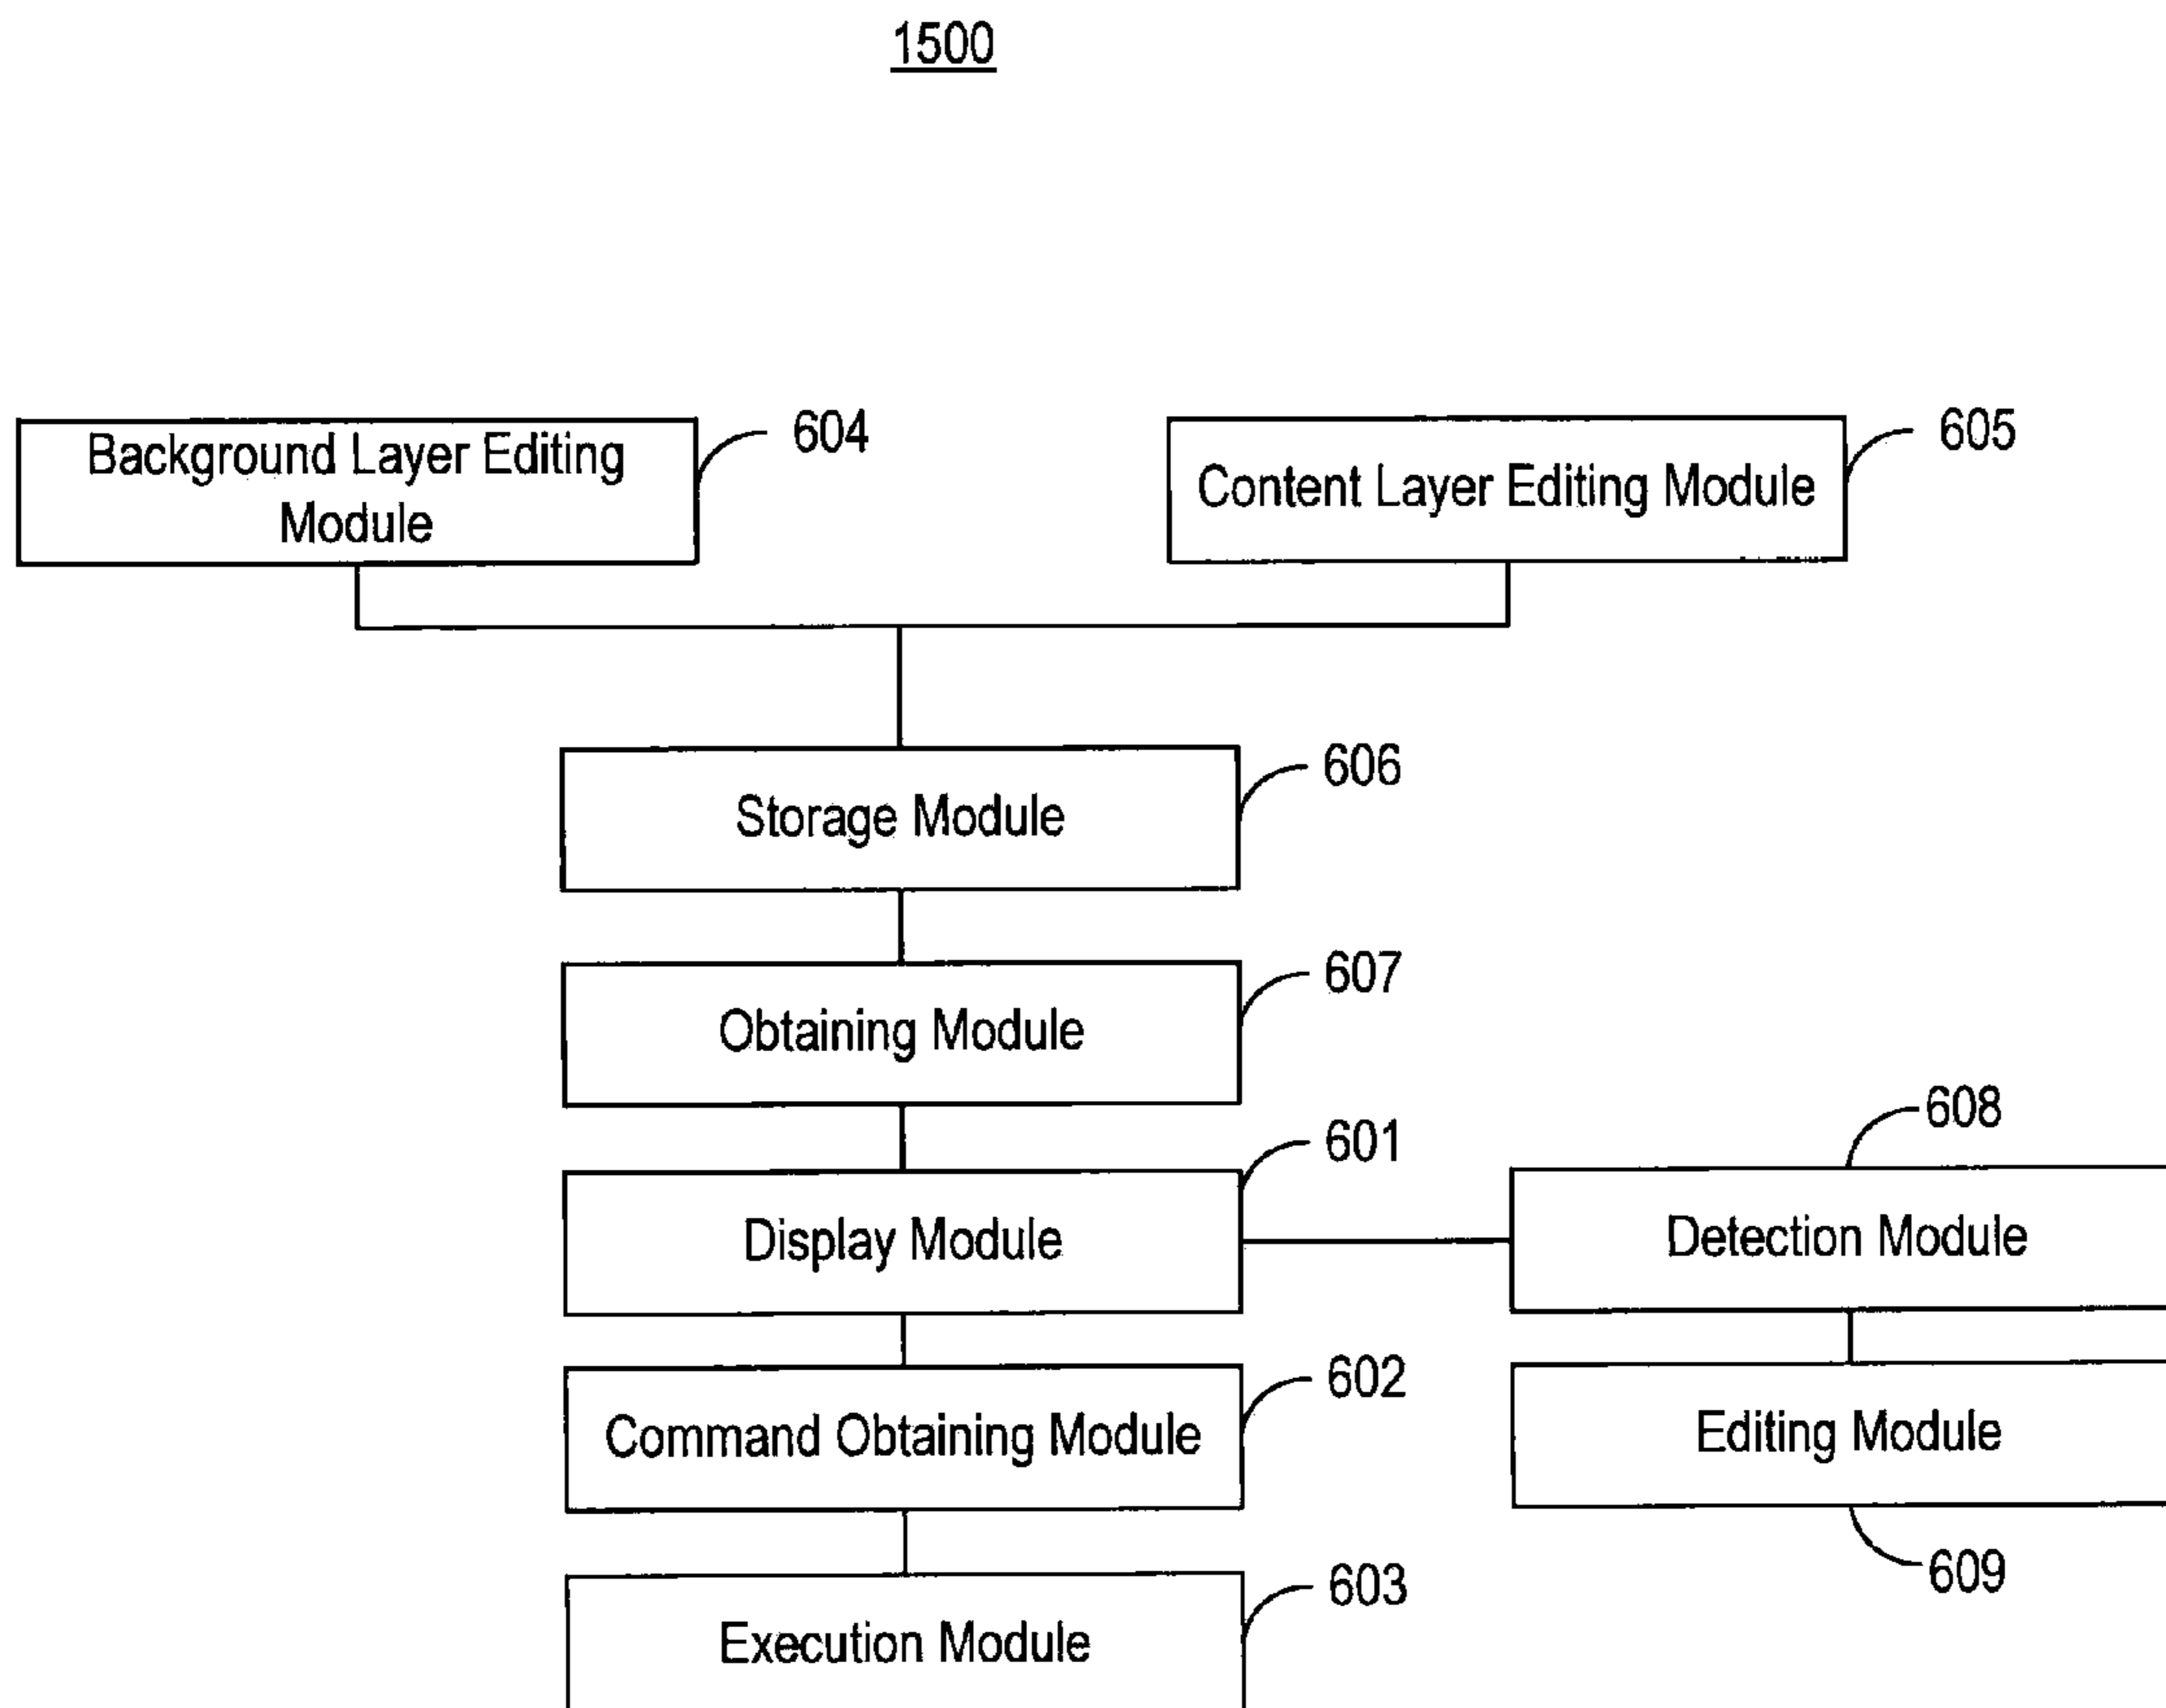 1500
604
Background Layer Editing
Module
605
Content Layer Editing Module
606
Storage Module
607
Obtaining Module
601
Display Module
608
Detection Module
602
Command Obtaining Module
Editing Module
609
603
Execution Module